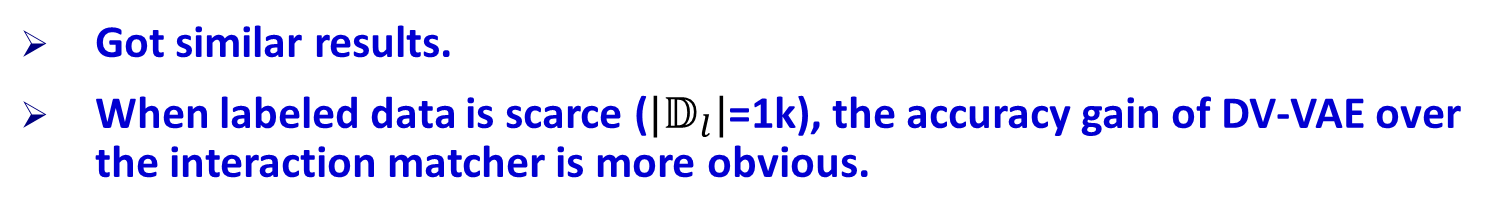 ➢ Got similar results.
➢ When labeled data is scarce (|𝔻ₗ|=1k), the accuracy gain of DV-VAE over
the interaction matcher is more obvious.